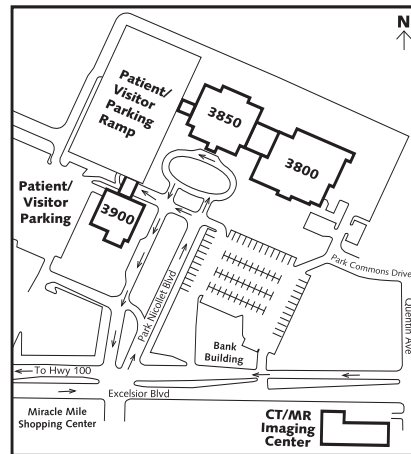 N
Patient/
Visitor
Parking
Ramp
3850
3800
Patient/
Visitor
Parking
3900
Park Commons Drive
Park Nicollet Blvd
Quentin Ave
Bank
Building
To Hwy 100
Excelsior Blvd
Miracle Mile
Shopping Center
CT/MR
Imaging
Center